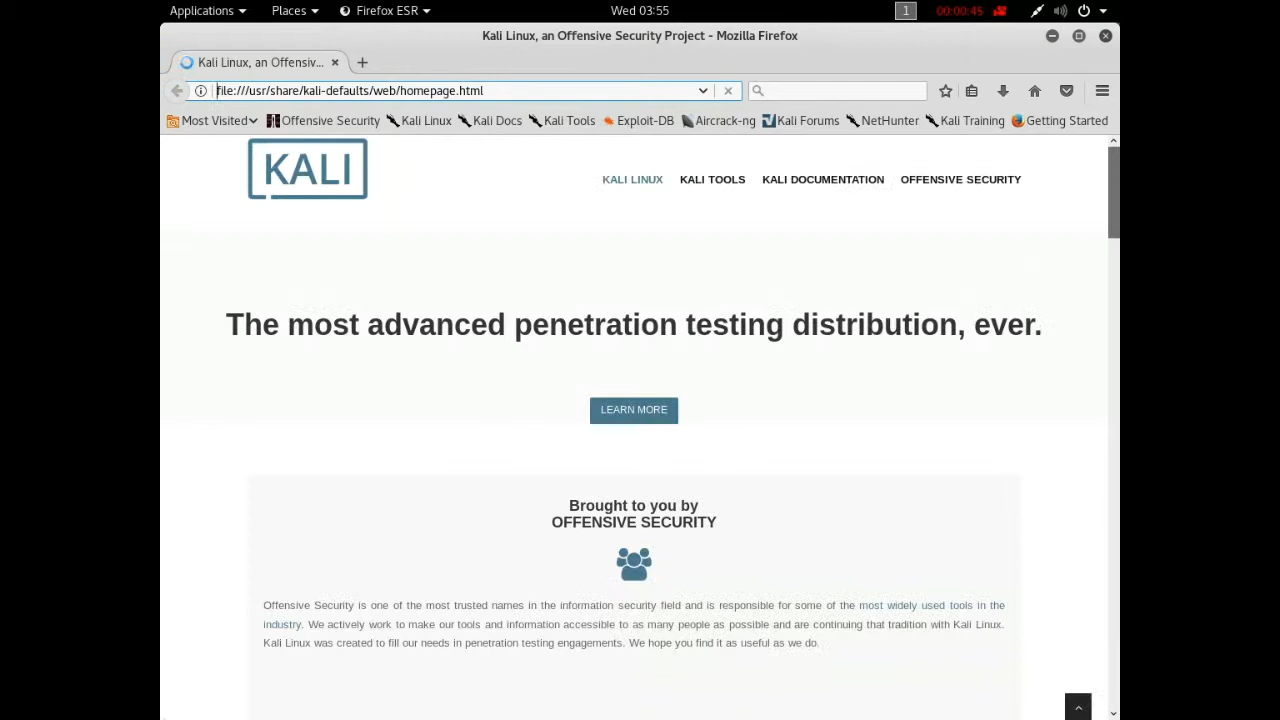 Applications Places Firefox ESR Wed 03:55 1 00:00:45
Kali Linux, an Offensive Security Project - Mozilla Firefox
Kali Linux, an Offensiv...
file:///usr/share/kali-defaults/web/homepage.html
Most Visited Offensive Security Kali Linux Kali Docs Kali Tools Exploit-DB Aircrack-ng Kali Forums NetHunter Kali Training Getting Started
KALI
KALI LINUX KALI TOOLS KALI DOCUMENTATION OFFENSIVE SECURITY
The most advanced penetration testing distribution, ever.
LEARN MORE
Brought to you by
OFFENSIVE SECURITY
Offensive Security is one of the most trusted names in the information security field and is responsible for some of the most widely used tools in the
industry. We actively work to make our tools and information accessible to as many people as possible and are continuing that tradition with Kali Linux.
Kali Linux was created to fill our needs in penetration testing engagements. We hope you find it as useful as we do.